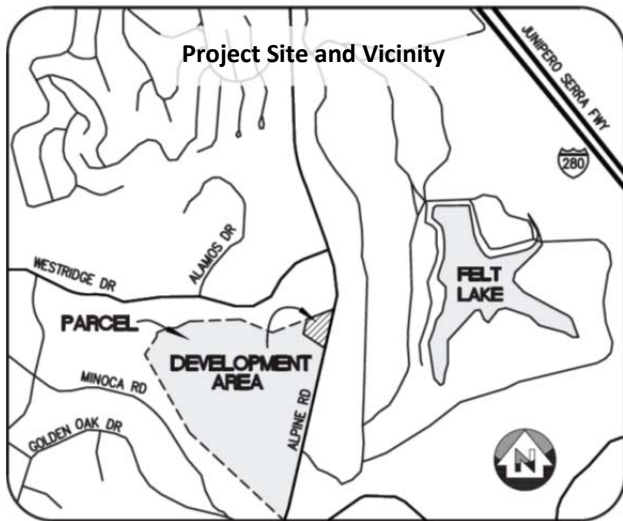 Project Site and Vicinity
JUNIPERO SERRA FWY
280
ALAMOS DR
WESTRIDGE DR
FELT
LAKE
PARCEL
DEVELOPMENT
AREA
MINOCA RD
ALPINE RD
GOLDEN OAK DR
N